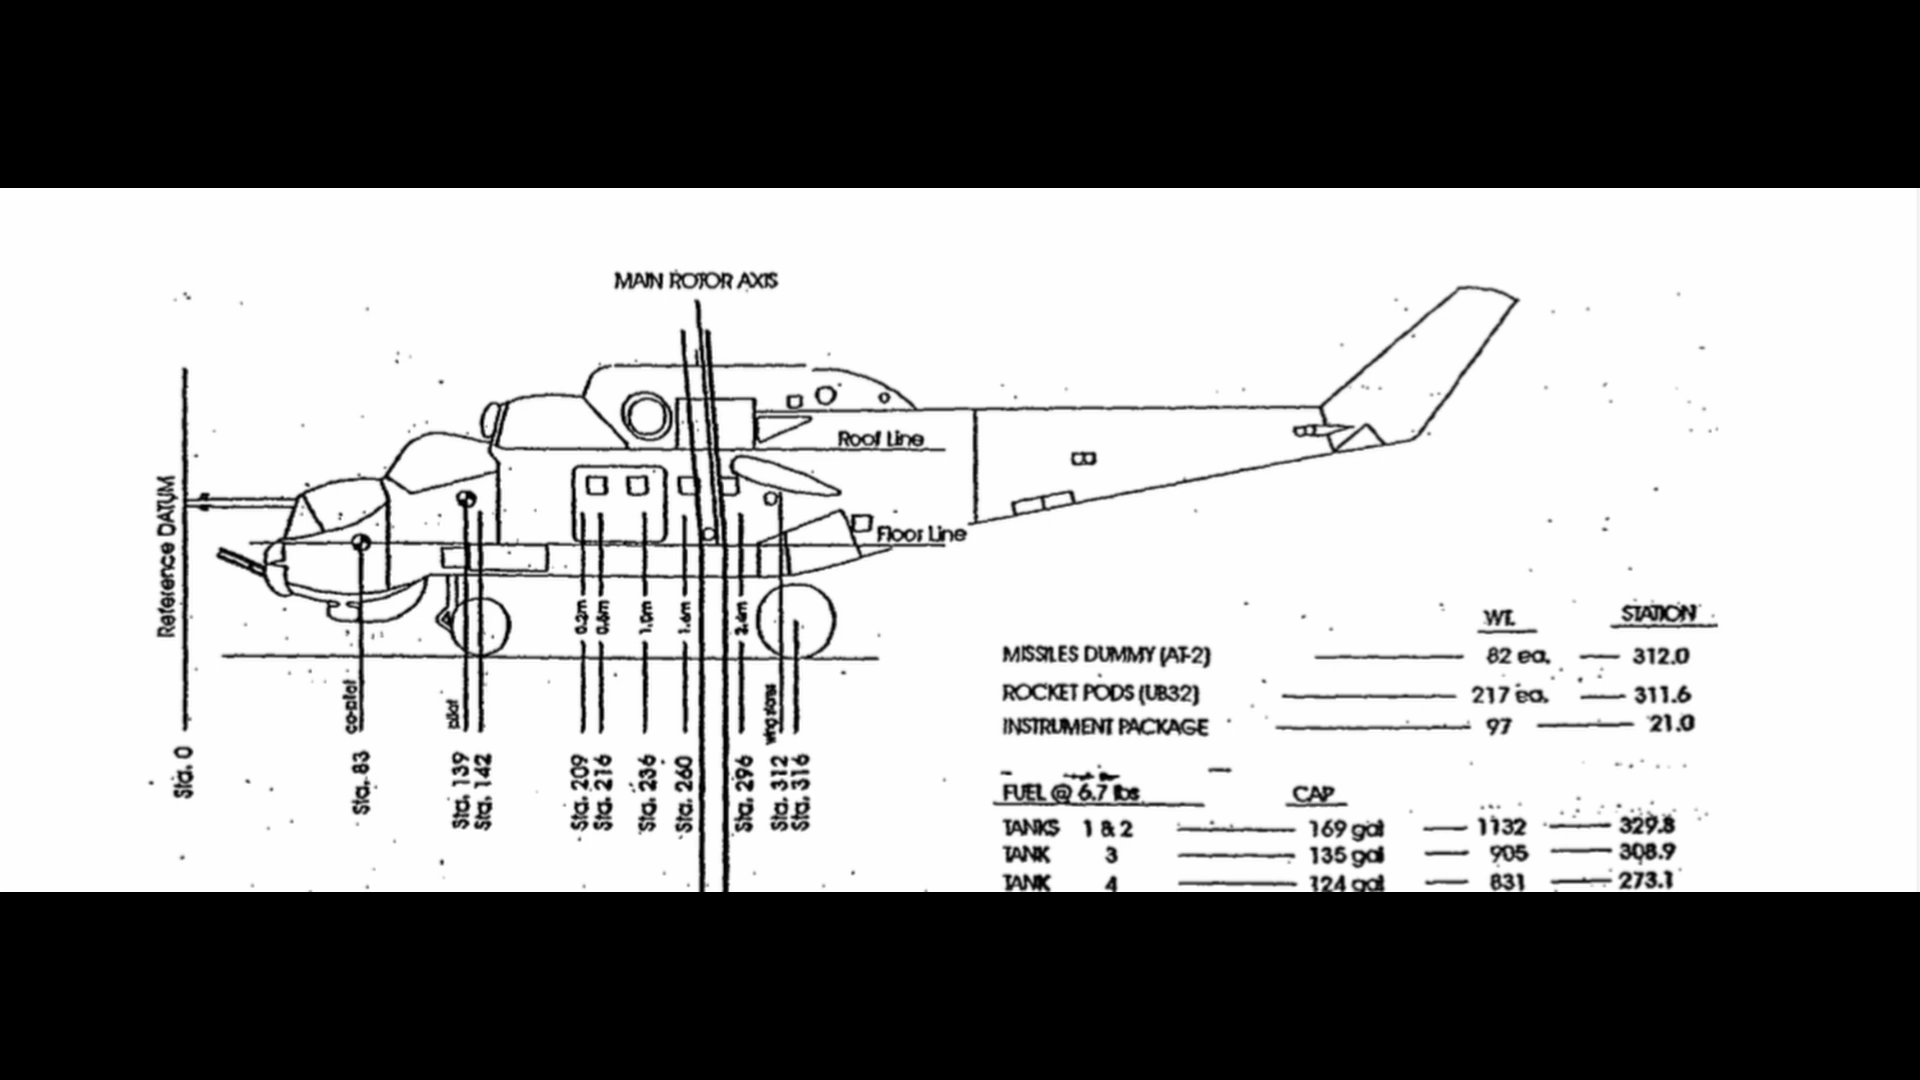 MAIN ROTOR AXIS
Roof Line
Floor Line
Reference DATUM
0.2m
0.6m
1.0m
1.6m
2.4m
co-pilot
pilot
wing stores
Sta. 0
Sta. 83
Sta. 139
Sta. 142
Sta. 209
Sta. 216
Sta. 236
Sta. 260
Sta. 296
Sta. 312
Sta. 316
WT. STATION
MISSILES DUMMY (AT-2) 82 ea. 312.0
ROCKET PODS (UB32) 217 ea. 311.6
INSTRUMENT PACKAGE 97 21.0
FUEL @ 6.7 lbs CAP
TANKS 1 & 2 169 gal 1132 329.8
TANK 3 135 gal 905 308.9
TANK 4 124 gal 831 273.1